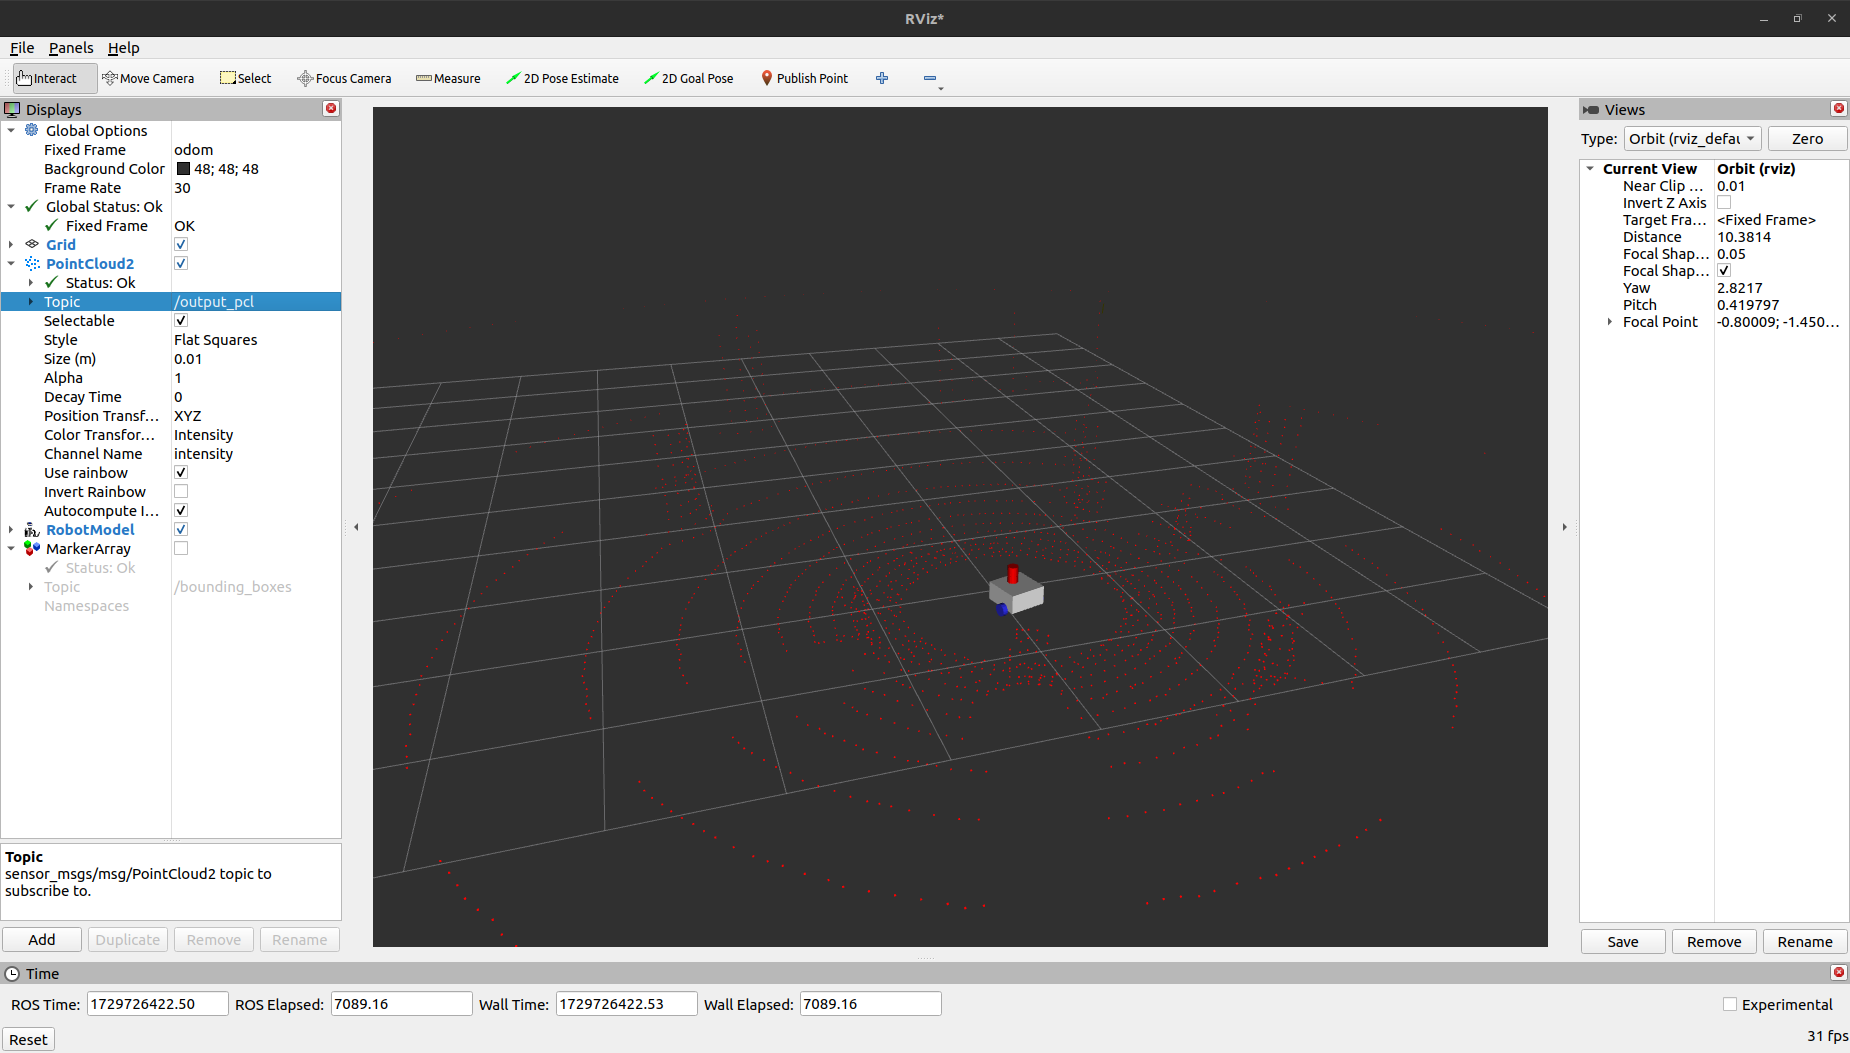 RViz*
File Panels Help
Interact Move Camera Select Focus Camera Measure 2D Pose Estimate 2D Goal Pose Publish Point
Displays
Global Options
Fixed Frame odom
Background Color 48; 48; 48
Frame Rate 30
Global Status: Ok
Fixed Frame OK
Grid
PointCloud2
Status: Ok
Topic /output_pcl
Selectable
Style Flat Squares
Size (m) 0.01
Alpha 1
Decay Time 0
Position Transf... XYZ
Color Transfor... Intensity
Channel Name intensity
Use rainbow
Invert Rainbow
Autocompute I...
RobotModel
MarkerArray
Status: Ok
Topic /bounding_boxes
Namespaces
Topic
sensor_msgs/msg/PointCloud2 topic to
subscribe to.
Add Duplicate Remove Rename
Views
Type: Orbit (rviz_defau Zero
Current View Orbit (rviz)
Near Clip ... 0.01
Invert Z Axis
Target Fra... <Fixed Frame>
Distance 10.3814
Focal Shap... 0.05
Focal Shap...
Yaw 2.8217
Pitch 0.419797
Focal Point -0.80009; -1.450...
Save Remove Rename
Time
ROS Time: 1729726422.50 ROS Elapsed: 7089.16 Wall Time: 1729726422.53 Wall Elapsed: 7089.16 Experimental
Reset 31 fps